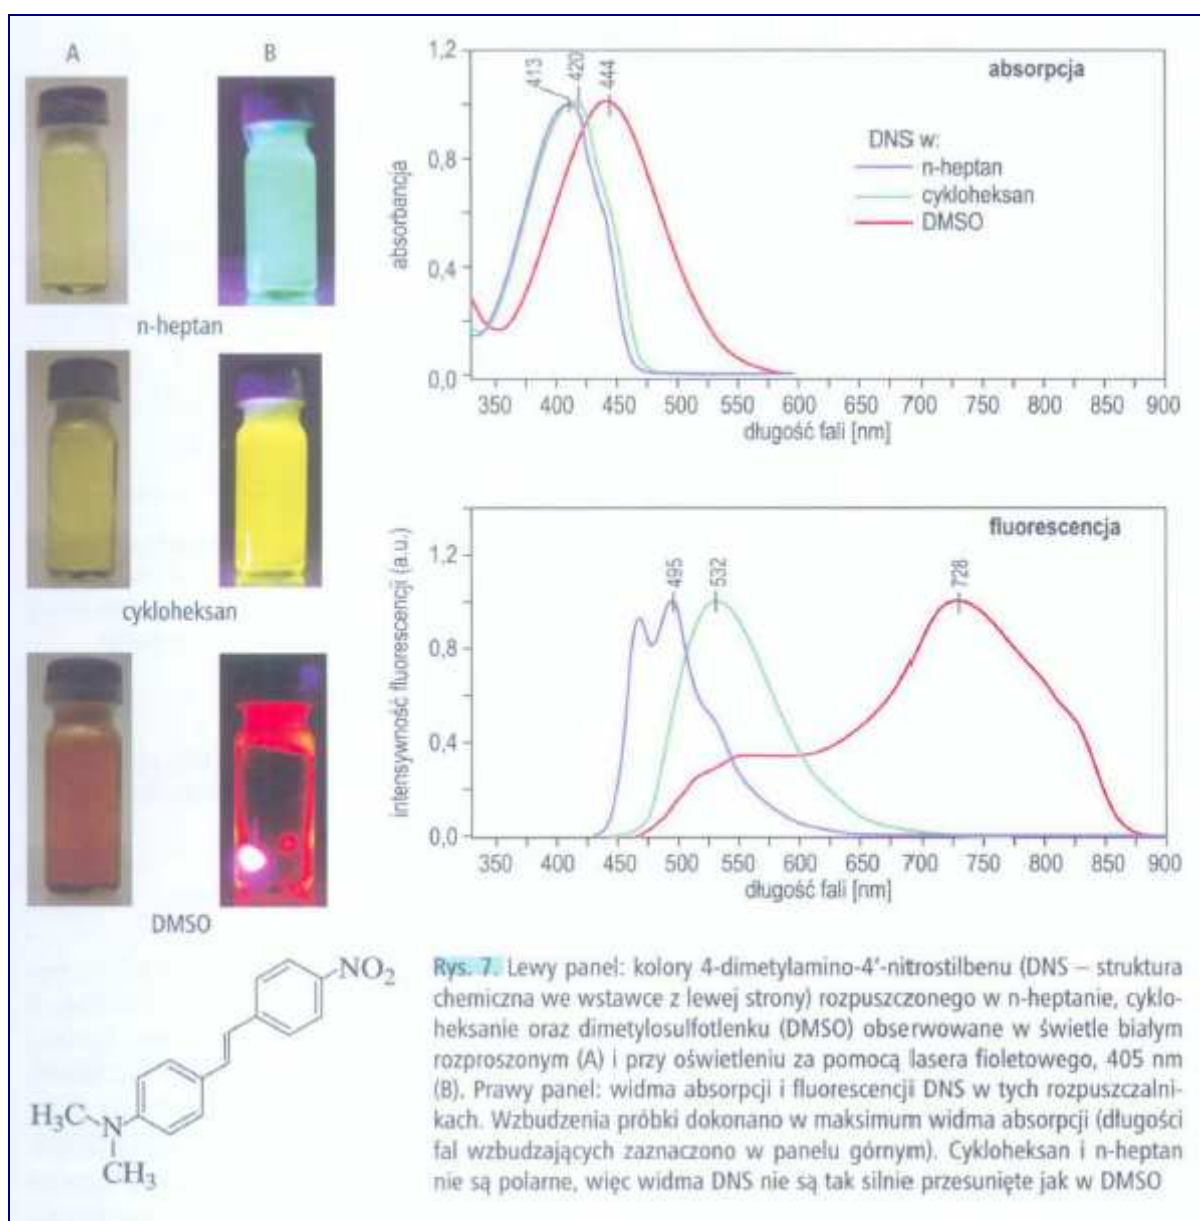 A
B
n-heptan
cykloheksan
DMSO
1,2
0,8
0,4
0,0
absorbancja
413
420
444
absorpcja
DNS w:
n-heptan
cykloheksan
DMSO
350 400 450 500 550 600 650 700 750 800 850 900
długość fali [nm]
1,2
0,8
0,4
0,0
intensywność fluorescencji (a.u.)
495
532
728
fluorescencja
350 400 450 500 550 600 650 700 750 800 850 900
długość fali [nm]
NO2
H3C
N
CH3
Rys. 7. Lewy panel: kolory 4-dimetylamino-4'-nitrostilbenu (DNS – struktura
chemiczna we wstawce z lewej strony) rozpuszczonego w n-heptanie, cyklo-
heksanie oraz dimetylosulfotlenku (DMSO) obserwowane w świetle białym
rozproszonym (A) i przy oświetleniu za pomocą lasera fioletowego, 405 nm
(B). Prawy panel: widma absorpcji i fluorescencji DNS w tych rozpuszczalni-
kach. Wzbudzenia próbki dokonano w maksimum widma absorpcji (długości
fal wzbudzających zaznaczono w panelu górnym). Cykloheksan i n-heptan
nie są polarne, więc widma DNS nie są tak silnie przesunięte jak w DMSO